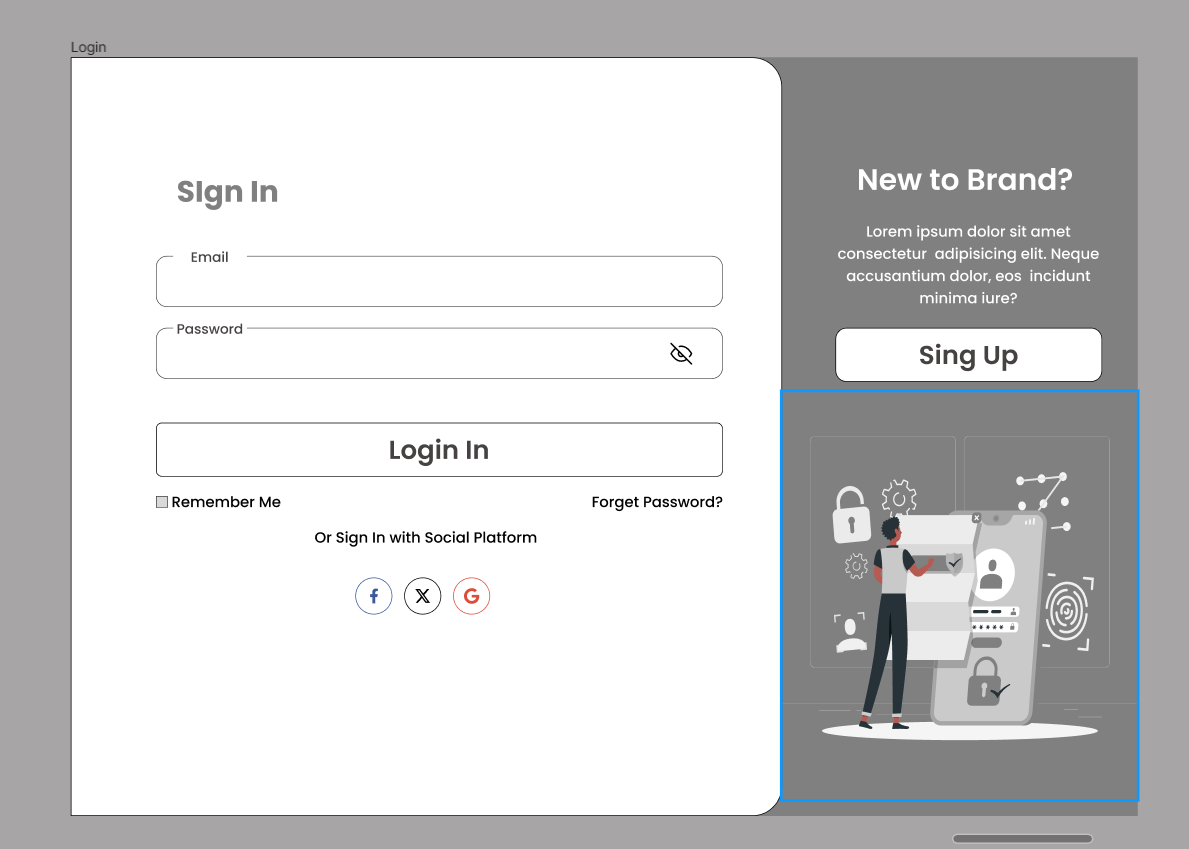 Login
SIgn In
Email
Password
Login In
Remember Me
Forget Password?
Or Sign In with Social Platform
New to Brand?
Lorem ipsum dolor sit amet
consectetur  adipisicing elit. Neque
accusantium dolor, eos  incidunt
minima iure?
Sing Up
*****